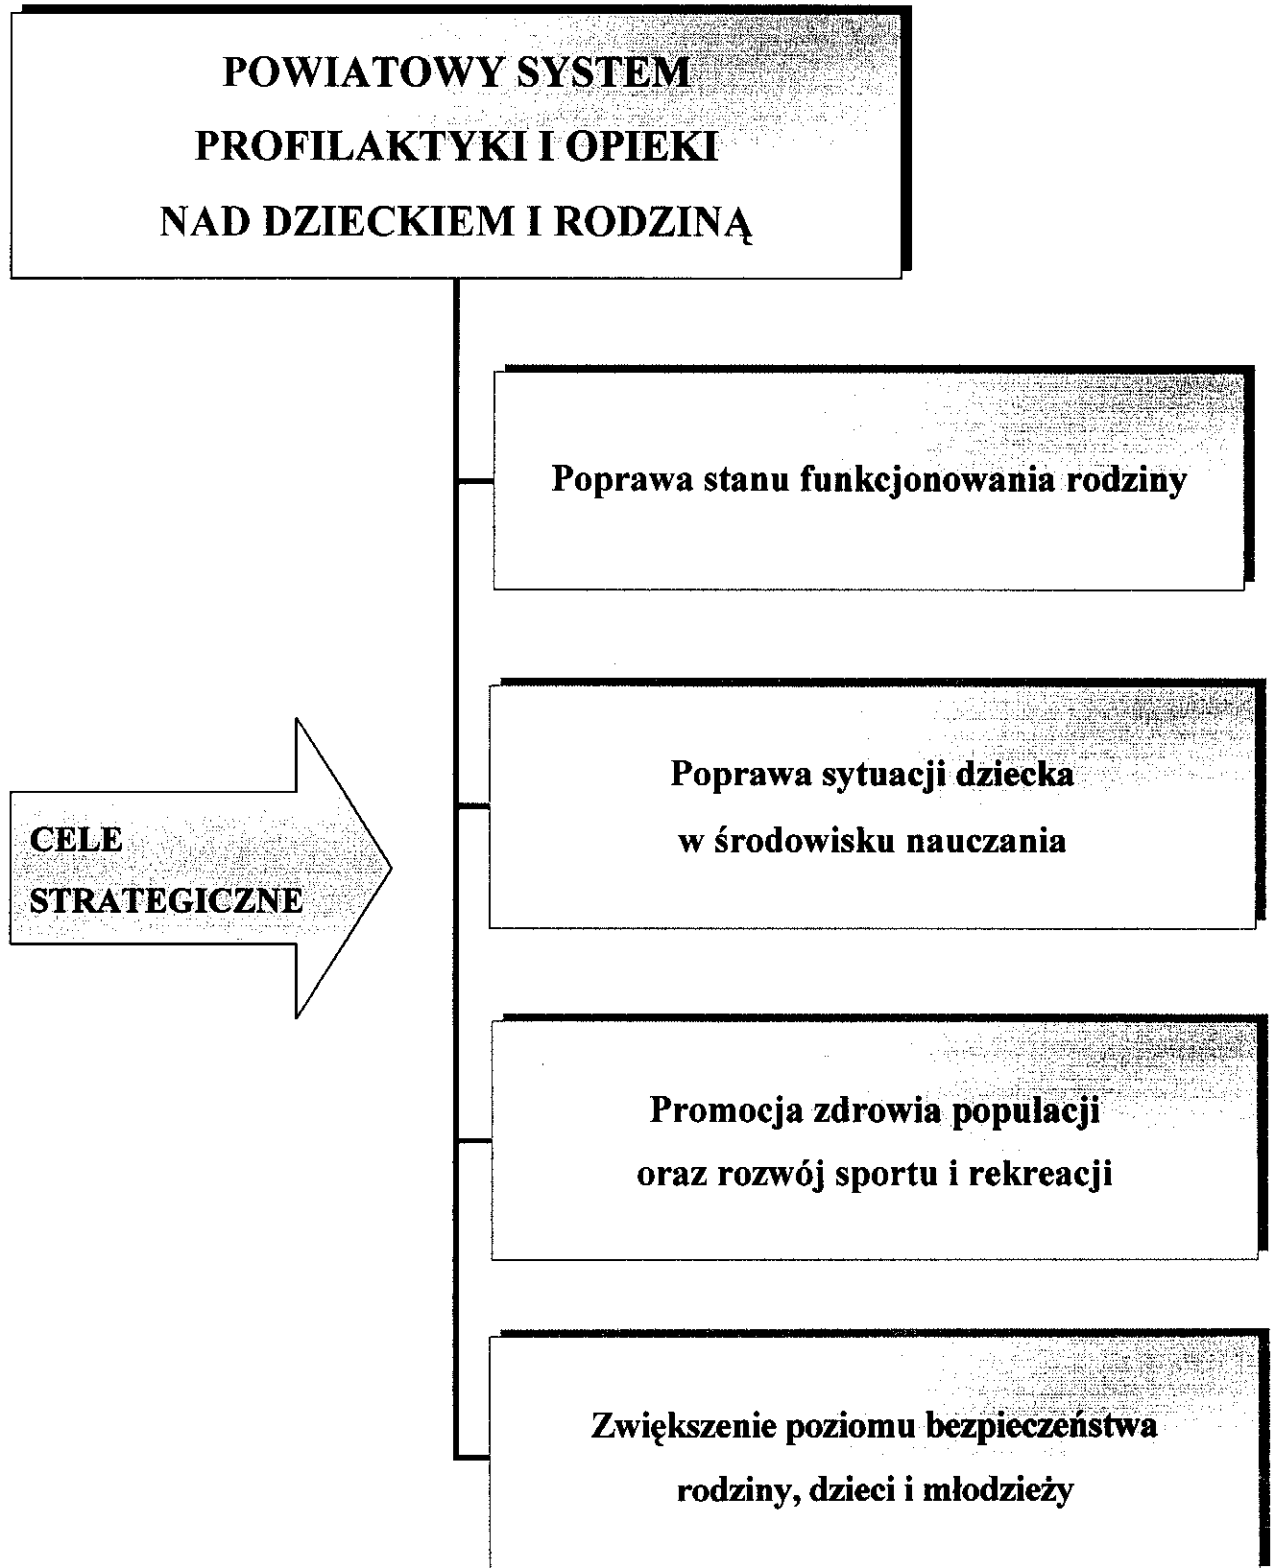 POWIATOWY SYSTEM
PROFILAKTYKI I OPIEKI
NAD DZIECKIEM I RODZINĄ
Poprawa stanu funkcjonowania rodziny
Poprawa sytuacji dziecka
w środowisku nauczania
CELE
STRATEGICZNE
Promocja zdrowia populacji
oraz rozwój sportu i rekreacji
Zwiększenie poziomu bezpieczeństwa
rodziny, dzieci i młodzieży